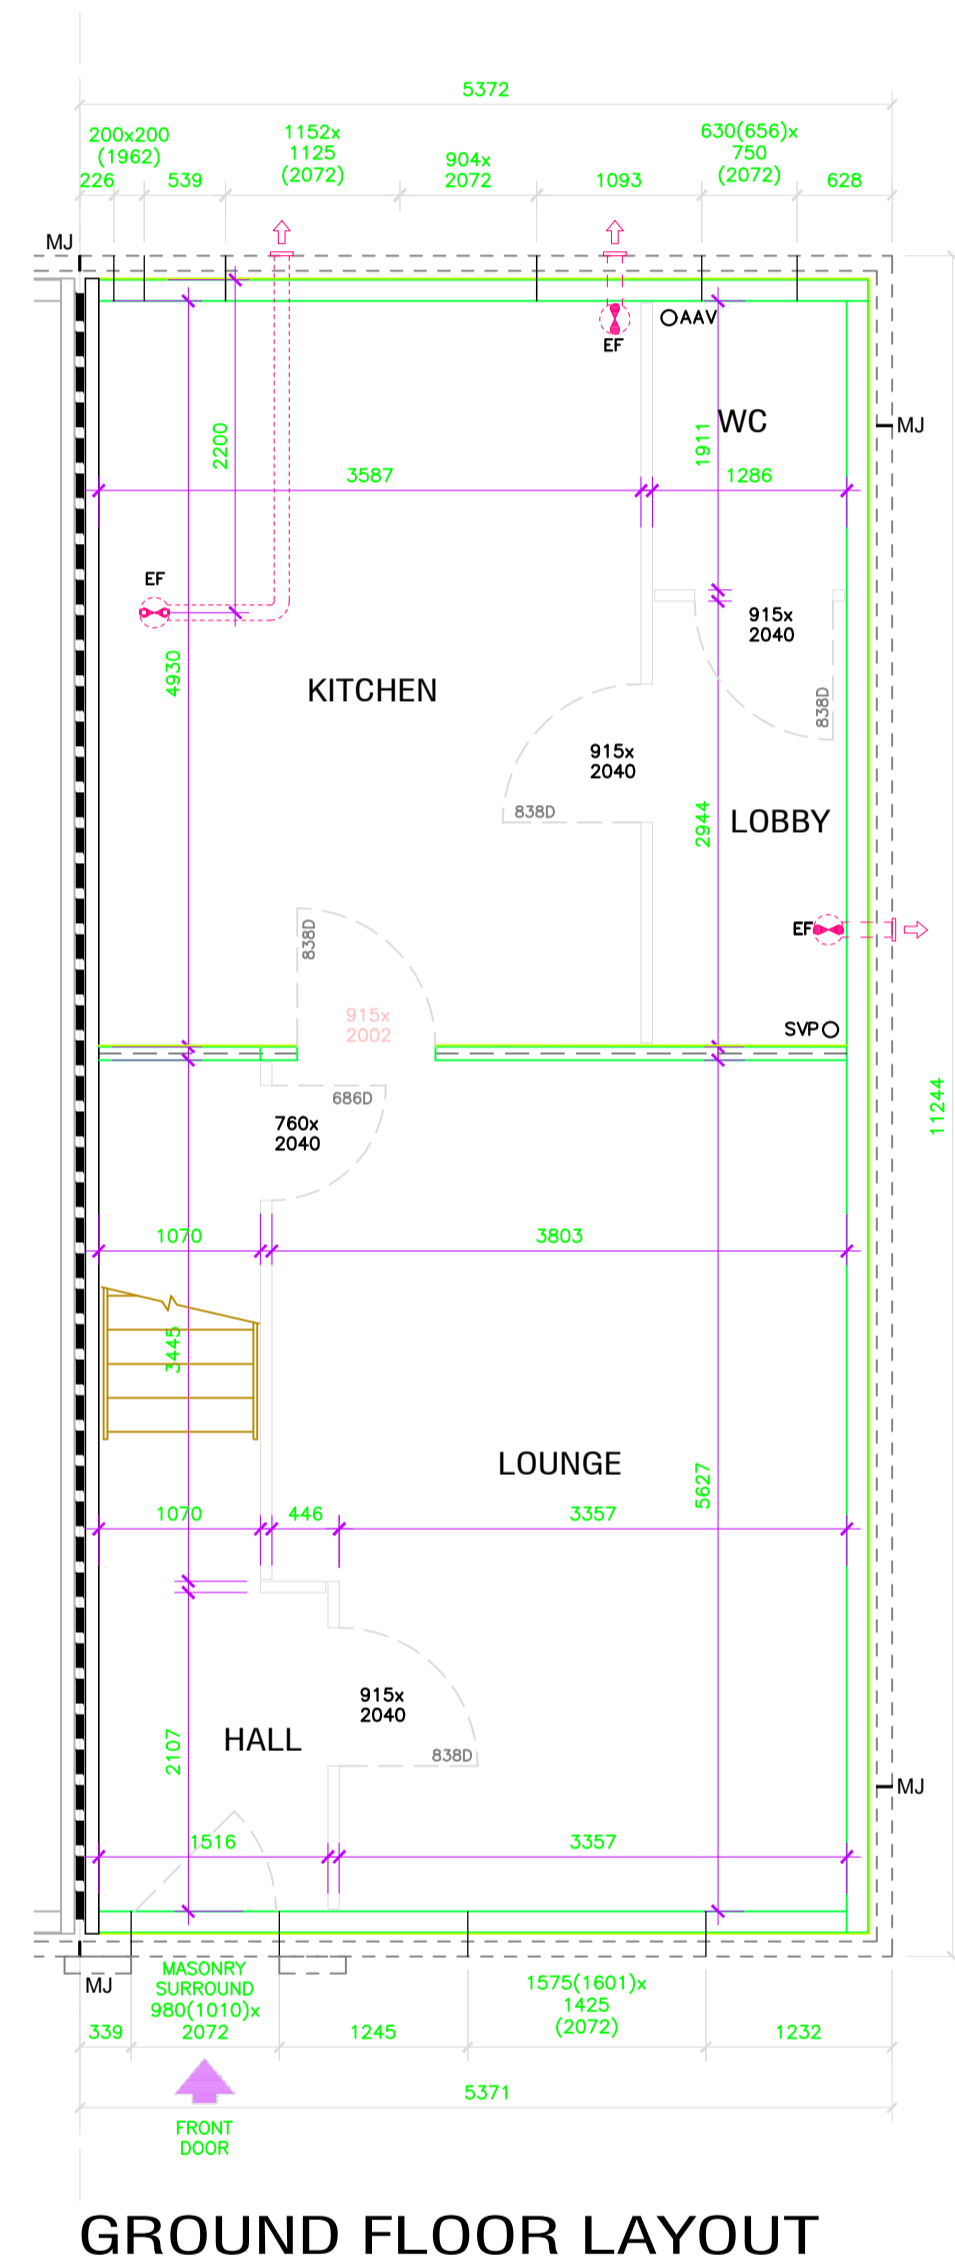 5372
200x200
(1962)
1152x
1125
(2072)
904x
2072
630(656)x
750
(2072)
226
539
1093
628
MJ
AAV
EF
WC
MJ
2200
1911
3587
1286
EF
915x
2040
838D
4930
KITCHEN
915x
2040
838D
2944
LOBBY
838D
EF
915x
2002
SVP
686D
760x
2040
11244
1070
3803
3445
LOUNGE
5627
1070
446
3357
915x
2040
838D
HALL
2107
MJ
1516
3357
MJ
MASONRY
SURROUND
980(1010)x
2072
1575(1601)x
1425
(2072)
339
1245
1232
5371
FRONT
DOOR
GROUND FLOOR LAYOUT